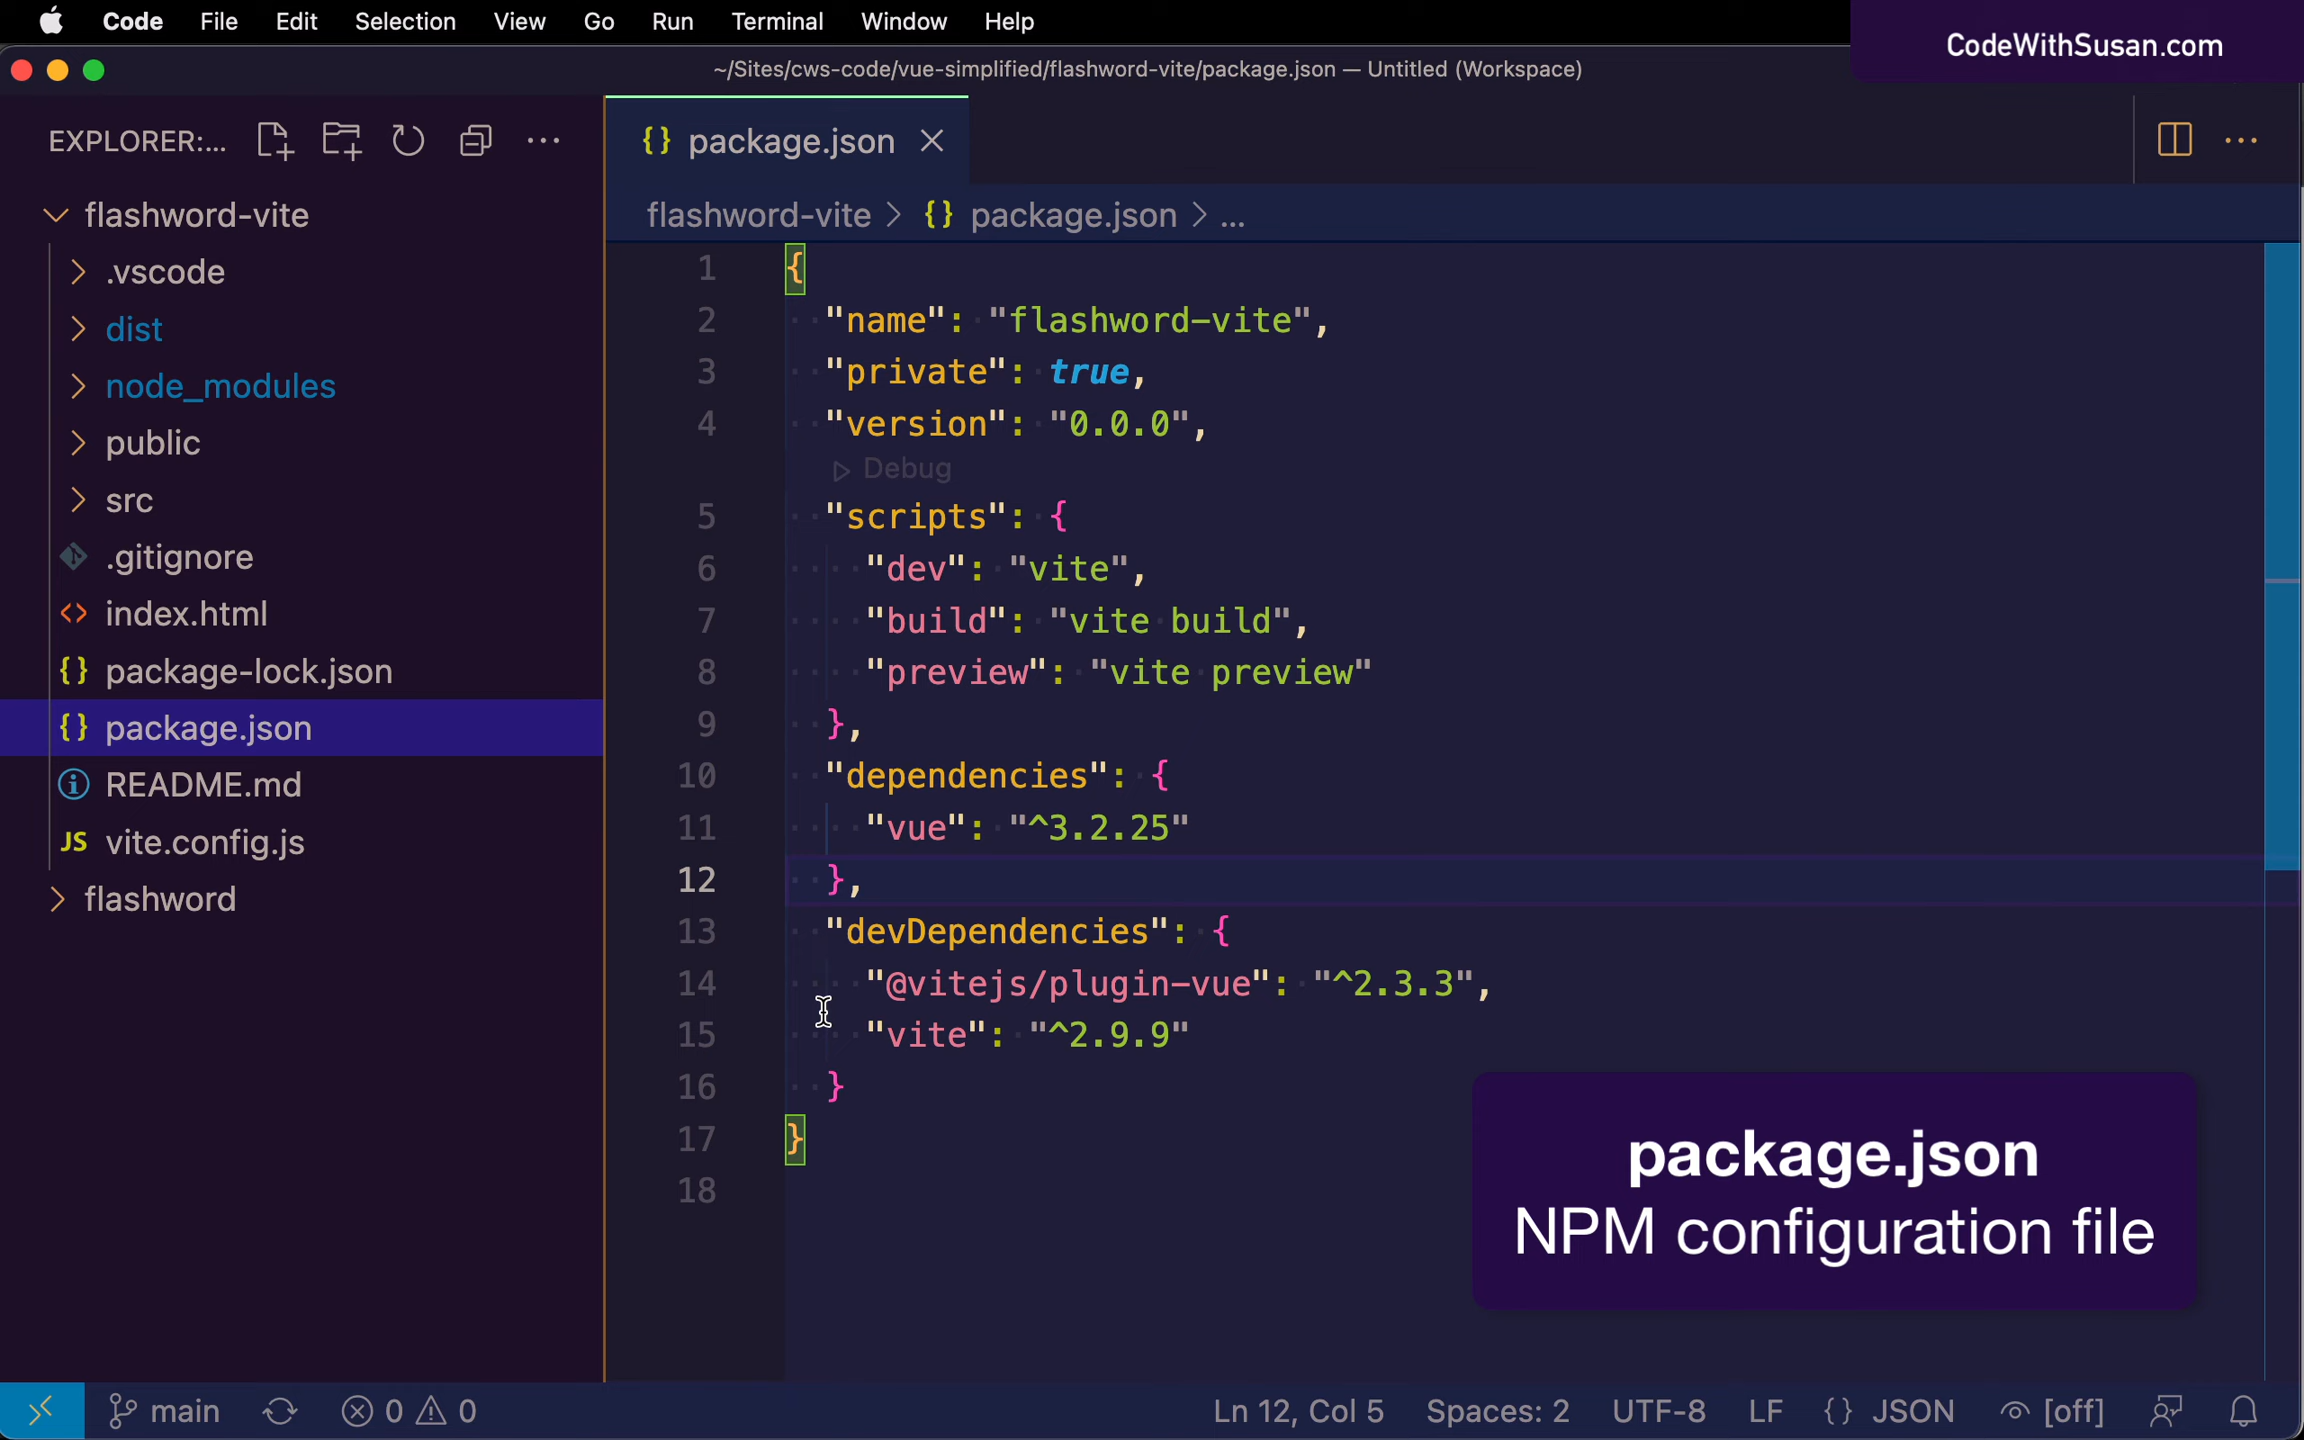 Code File Edit Selection View Go Run Terminal Window Help
CodeWithSusan.com
~/Sites/cws-code/vue-simplified/flashword-vite/package.json — Untitled (Workspace)
EXPLORER:...
flashword-vite
.vscode
dist
node_modules
public
src
.gitignore
<> index.html
{} package-lock.json
{} package.json
README.md
JS vite.config.js
flashword
{} package.json
flashword-vite > {} package.json > ...
1 {
2 "name": "flashword-vite",
3 "private": true,
4 "version": "0.0.0",
Debug
5 "scripts": {
6 "dev": "vite",
7 "build": "vite build",
8 "preview": "vite preview"
9 },
10 "dependencies": {
11 "vue": "^3.2.25"
12 },
13 "devDependencies": {
14 "@vitejs/plugin-vue": "^2.3.3",
15 "vite": "^2.9.9"
16 }
17 }
18
package.json
NPM configuration file
main 0 0 Ln 12, Col 5 Spaces: 2 UTF-8 LF {} JSON [off]